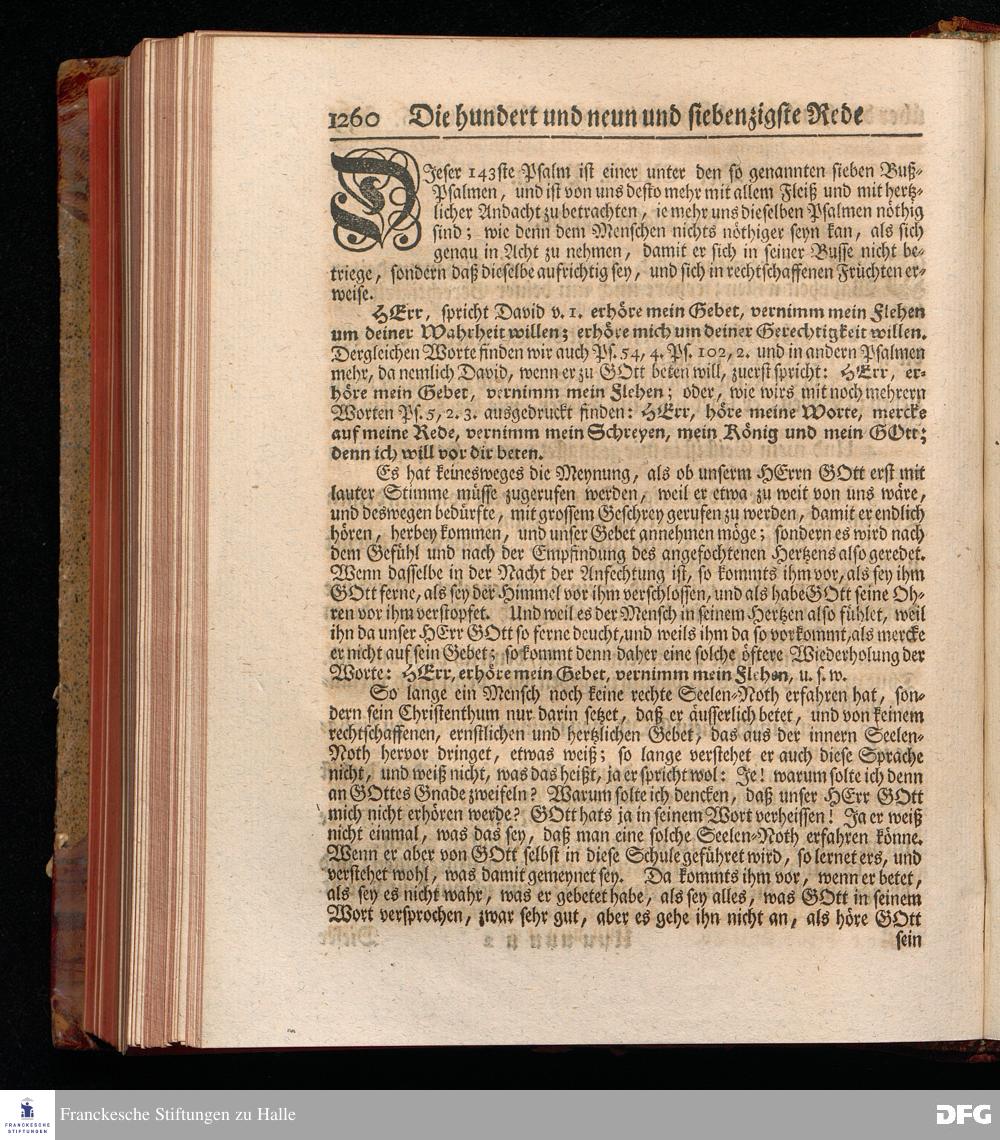 1260 Die hundert und neun und siebenzigste Rede
DJeser 143ste Psalm ist einer unter den so genannten sieben Buß-
Psalmen, und ist von uns desto mehr mit allem Fleiß und mit hertz-
licher Andacht zu betrachten, ie mehr uns dieselben Psalmen nöthig
sind; wie denn dem Menschen nichts nöthiger seyn kan, als sich
genau in Acht zu nehmen, damit er sich in seiner Busse nicht be-
triege, sondern daß dieselbe aufrichtig sey, und sich in rechtschaffenen Früchten er-
weise.
HErr, spricht David v. 1. erhöre mein Gebet, vernimm mein Flehen
um deiner Wahrheit willen; erhöre mich um deiner Gerechtigkeit willen.
Dergleichen Worte finden wir auch Ps. 54, 4. Ps. 102, 2. und in andern Psalmen
mehr, da nemlich David, wenn er zu GOtt beten will, zuerst spricht: HErr, er-
höre mein Gebet, vernimm mein Flehen; oder, wie wirs mit noch mehrern
Worten Ps. 5, 2. 3. ausgedruckt finden: HErr, höre meine Worte, mercke
auf meine Rede, vernimm mein Schreyen, mein König und mein GOtt;
denn ich will vor dir beten.
Es hat keinesweges die Meynung, als ob unserm HErrn GOtt erst mit
lauter Stimme müsse zugerufen werden, weil er etwa zu weit von uns wäre,
und deswegen bedürfte, mit grossem Geschrey gerufen zu werden, damit er endlich
hören, herbey kommen, und unser Gebet annehmen möge; sondern es wird nach
dem Gefühl und nach der Empfindung des angefochtenen Hertzens also geredet.
Wenn dasselbe in der Nacht der Anfechtung ist, so kommts ihm vor, als sey ihm
GOtt ferne, als sey der Himmel vor ihm verschlossen, und als habe GOtt seine Oh-
ren vor ihm verstopfet. Und weil es der Mensch in seinem Hertzen also fühlet, weil
ihn da unser HErr GOtt so ferne deucht, und weils ihm da so vorkommt, als mercke
er nicht auf sein Gebet; so kommt denn daher eine solche öftere Wiederholung der
Worte: HErr, erhöre mein Gebet, vernimm mein Flehen, u. s. w.
So lange ein Mensch noch keine rechte Seelen-Noth erfahren hat, son-
dern sein Christenthum nur darin setzet, daß er äusserlich betet, und von keinem
rechtschaffenen, ernstlichen und hertzlichen Gebet, das aus der innern Seelen-
Noth hervor dringet, etwas weiß; so lange verstehet er auch diese Sprache
nicht, und weiß nicht, was das heißt, ja er spricht wol: Je! warum solte ich denn
an GOttes Gnade zweifeln? Warum solte ich dencken, daß unser HErr GOtt
mich nicht erhören werde? GOtt hats ja in seinem Wort verheissen! Ja er weiß
nicht einmal, was das sey, daß man eine solche Seelen-Noth erfahren könne.
Wenn er aber von GOtt selbst in diese Schule geführet wird, so lernet ers, und
verstehet wohl, was damit gemeynet sey. Da kommts ihm vor, wenn er betet,
als sey es nicht wahr, was er gebetet habe, als sey alles, was GOtt in seinem
Wort versprochen, zwar sehr gut, aber es gehe ihn nicht an, als höre GOtt
sein
FRANCKESCHE
STIFTUNGEN
Franckesche Stiftungen zu Halle
DFG